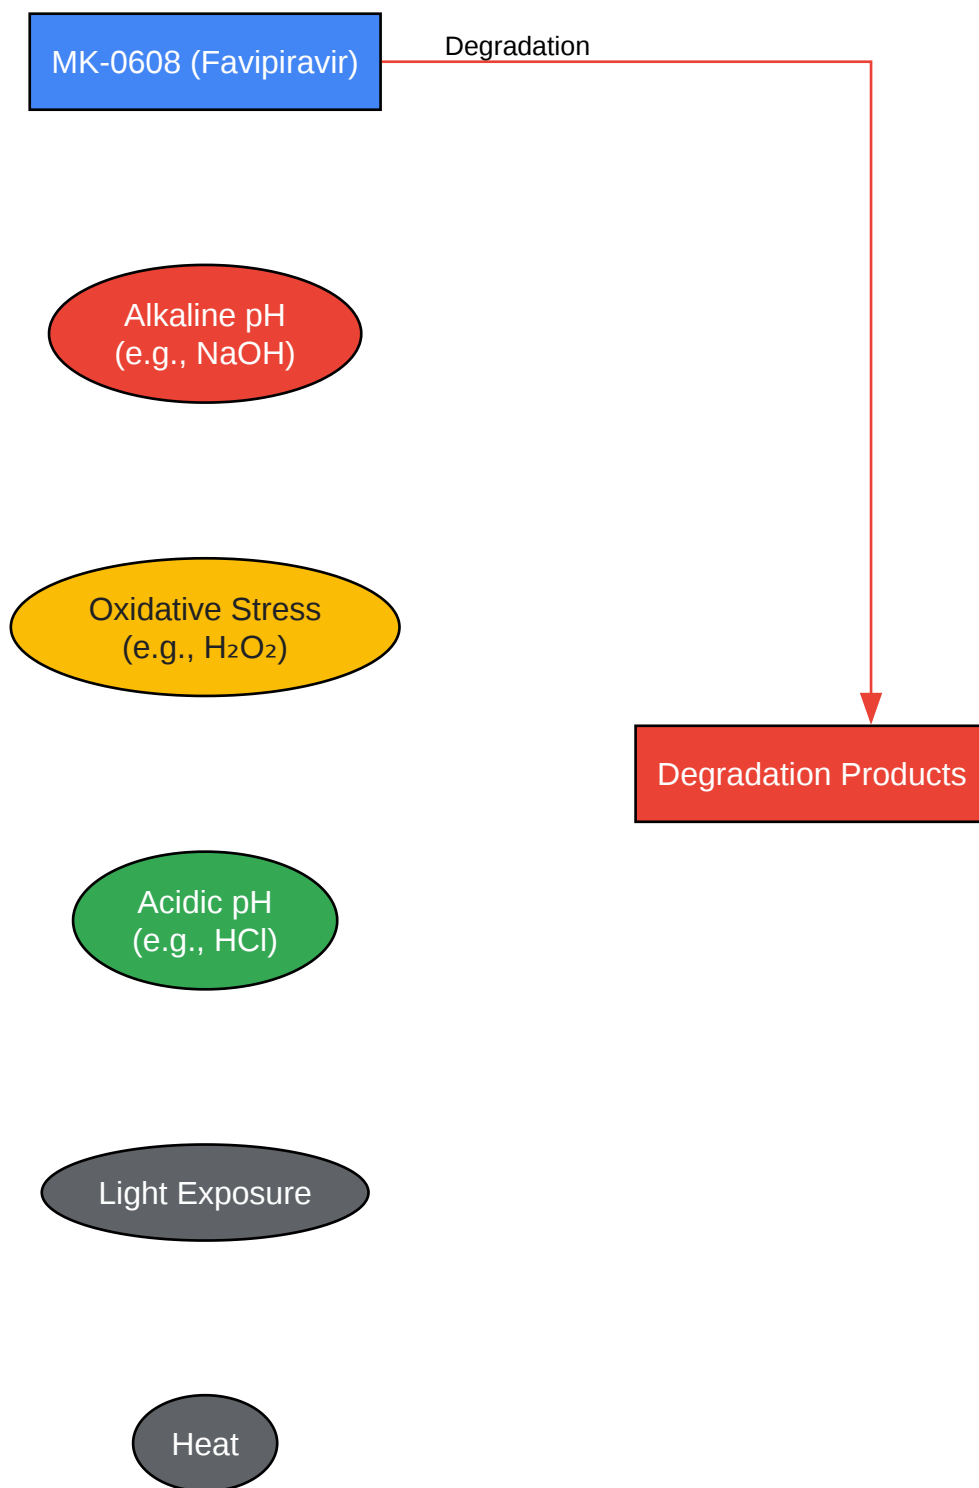 MK-0608 (Favipiravir)
Degradation
Alkaline pH
(e.g., NaOH)
Oxidative Stress
(e.g., H₂O₂)
Degradation Products
Acidic pH
(e.g., HCl)
Light Exposure
Heat